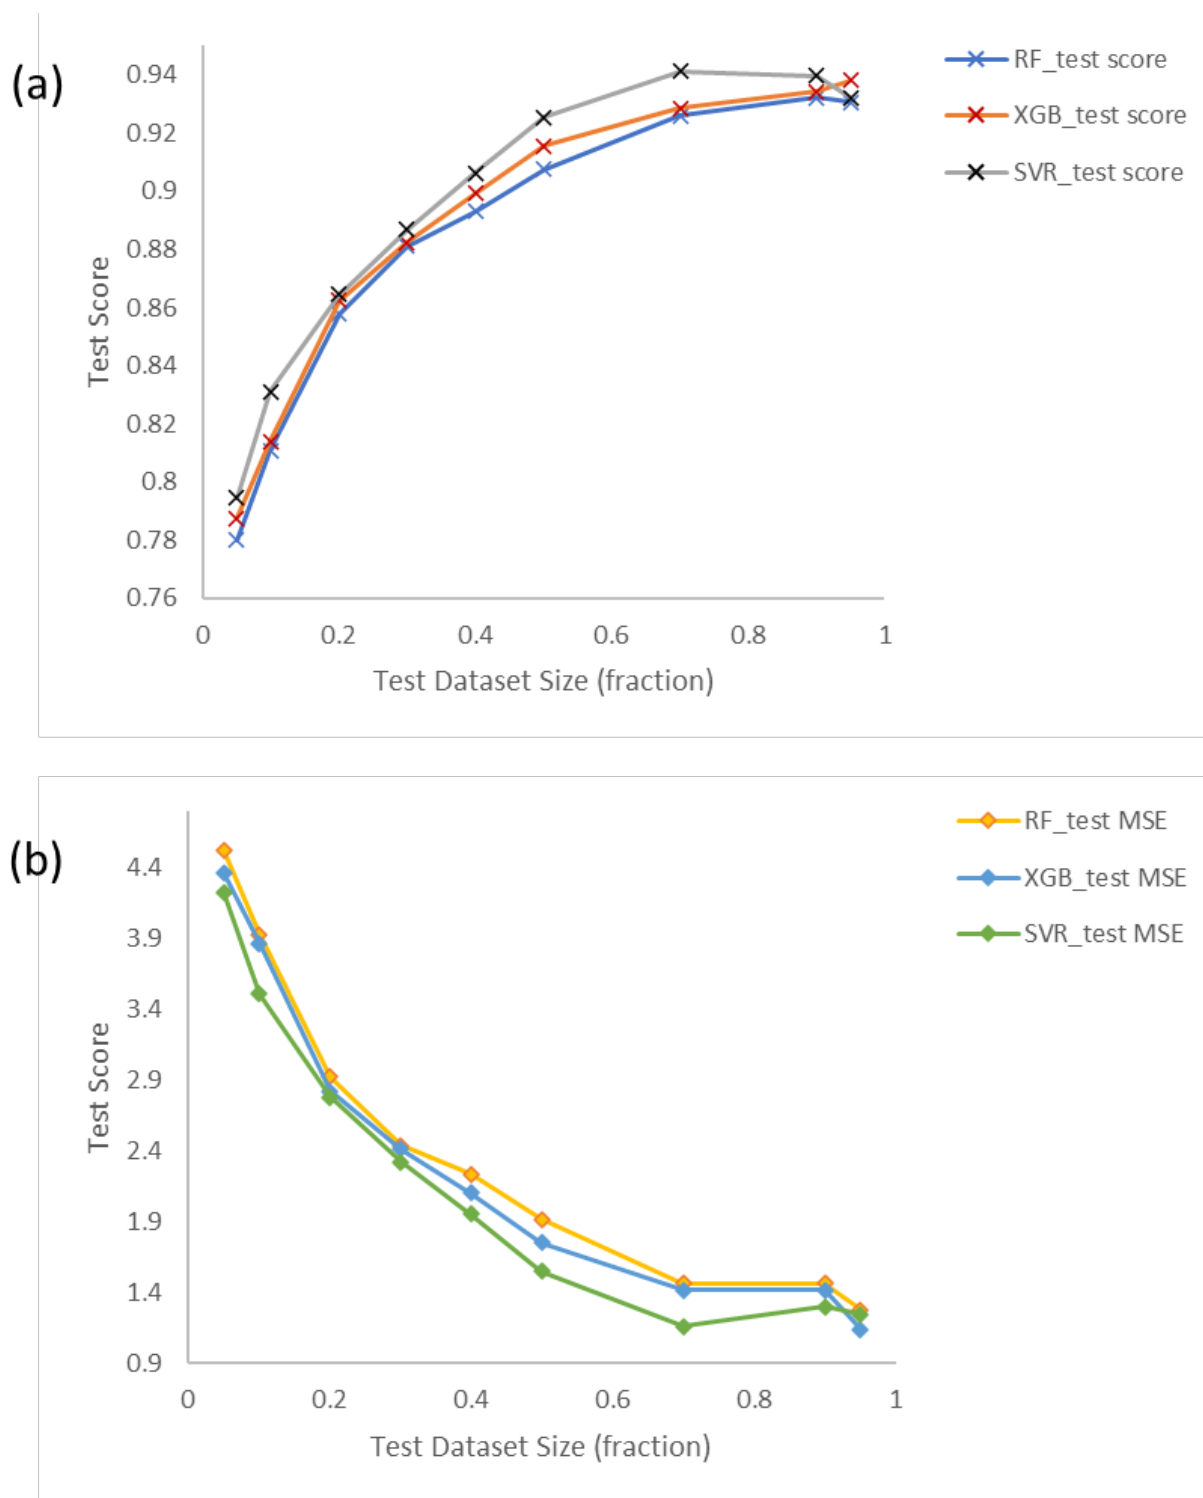 (a)
0.94
0.92
0.9
0.88
0.86
0.84
0.82
0.8
0.78
0.76
Test Score
0 0.2 0.4 0.6 0.8 1
Test Dataset Size (fraction)
RF_test score
XGB_test score
SVR_test score
(b)
4.4
3.9
3.4
2.9
2.4
1.9
1.4
0.9
Test Score
0 0.2 0.4 0.6 0.8 1
Test Dataset Size (fraction)
RF_test MSE
XGB_test MSE
SVR_test MSE